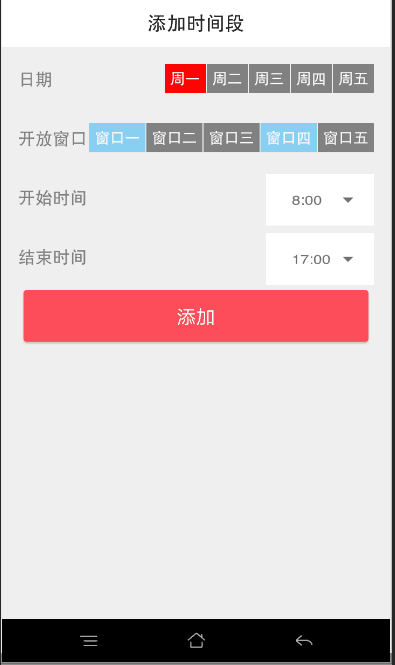 添加时间段
日期 周一 周二 周三 周四 周五
开放窗口 窗口一 窗口二 窗口三 窗口四 窗口五
开始时间 8:00
结束时间 17:00
添加